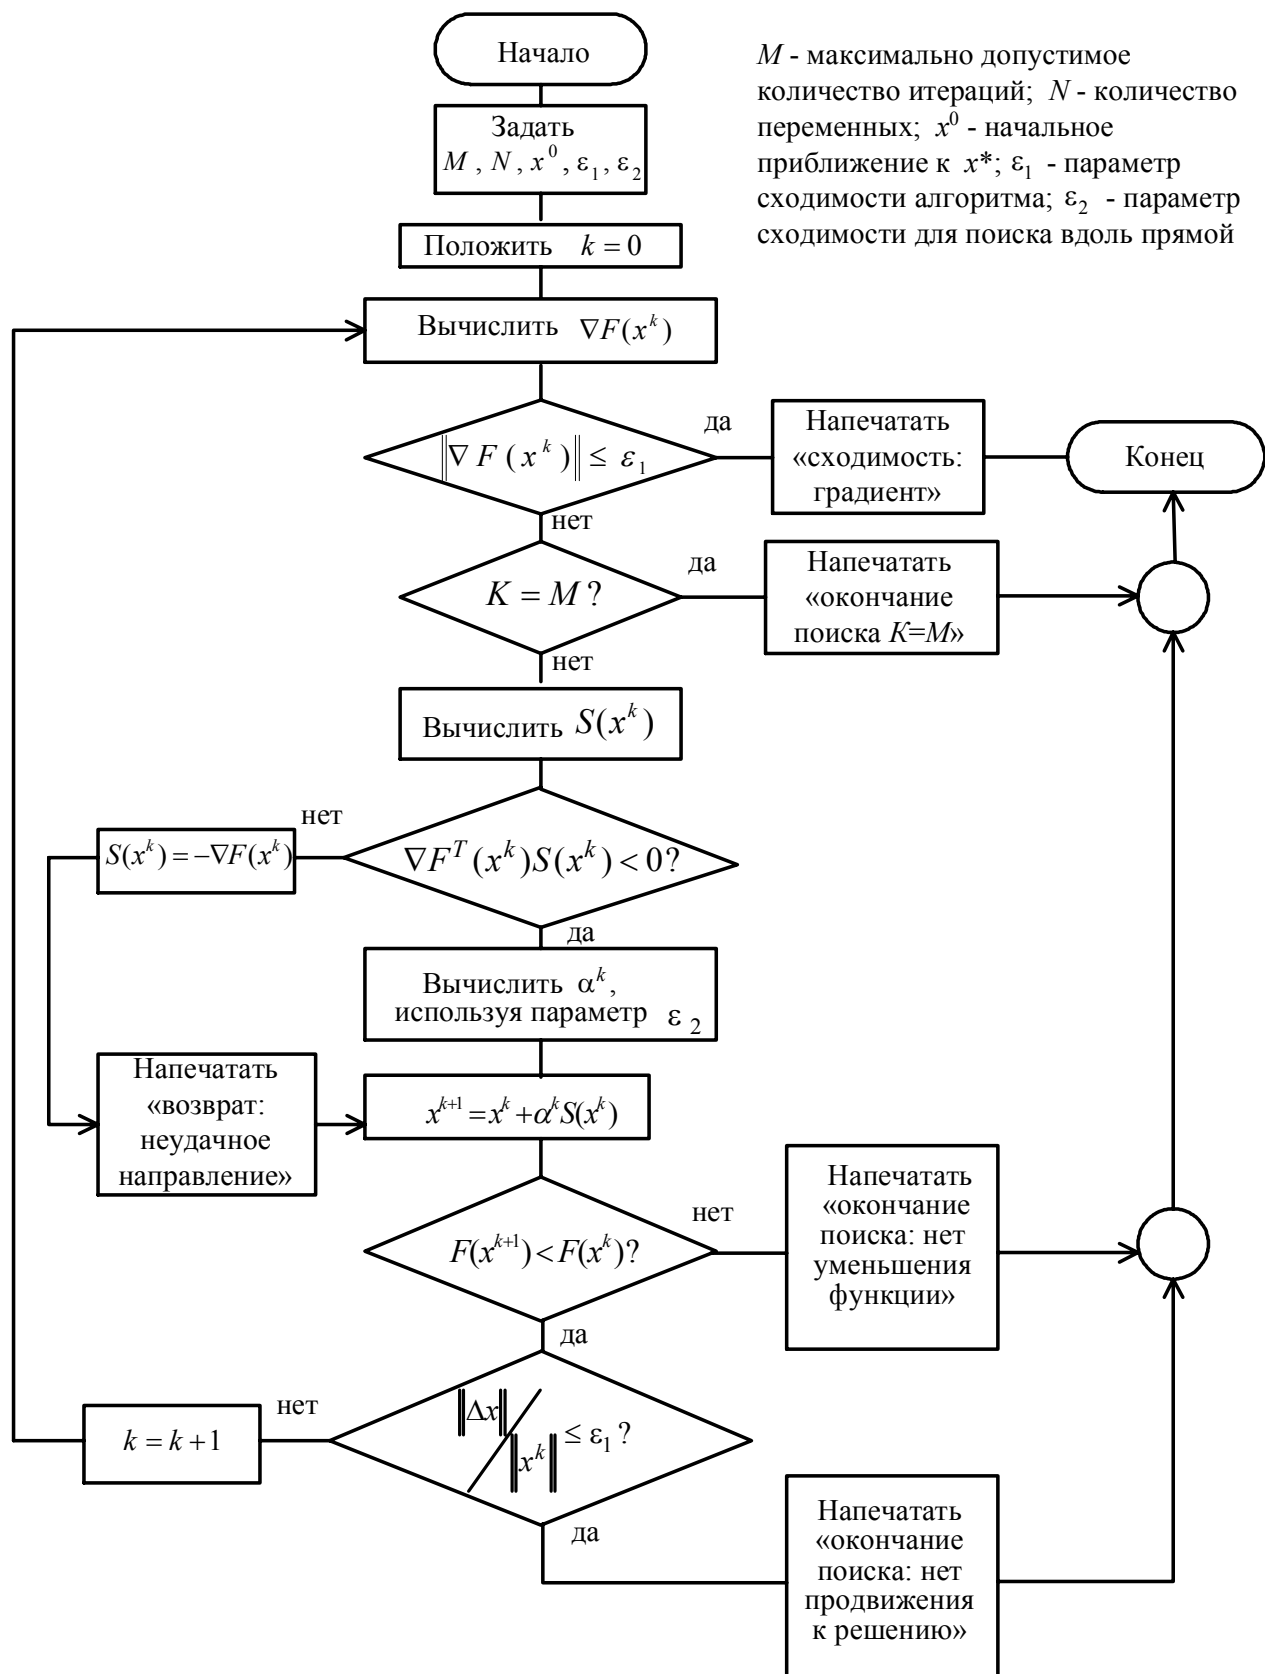 Начало
M - максимально допустимое
количество итераций; N - количество
переменных; x⁰ - начальное
приближение к x*; ε₁ - параметр
сходимости алгоритма; ε₂ - параметр
сходимости для поиска вдоль прямой
Задать
M, N, x⁰, ε₁, ε₂
Положить k = 0
Вычислить ∇F(xᵏ)
‖∇F(xᵏ)‖ ≤ ε₁
да
Напечатать
«сходимость:
градиент»
Конец
нет
K = M ?
да
Напечатать
«окончание
поиска K=M»
нет
Вычислить S(xᵏ)
∇Fᵀ(xᵏ)S(xᵏ) < 0?
нет
S(xᵏ) = −∇F(xᵏ)
да
Вычислить αᵏ,
используя параметр ε₂
Напечатать
«возврат:
неудачное
направление»
xᵏ⁺¹ = xᵏ + αᵏS(xᵏ)
F(xᵏ⁺¹) < F(xᵏ)?
нет
Напечатать
«окончание
поиска: нет
уменьшения
функции»
да
‖Δx‖/‖xᵏ‖ ≤ ε₁ ?
нет
k = k + 1
да
Напечатать
«окончание
поиска: нет
продвижения
к решению»